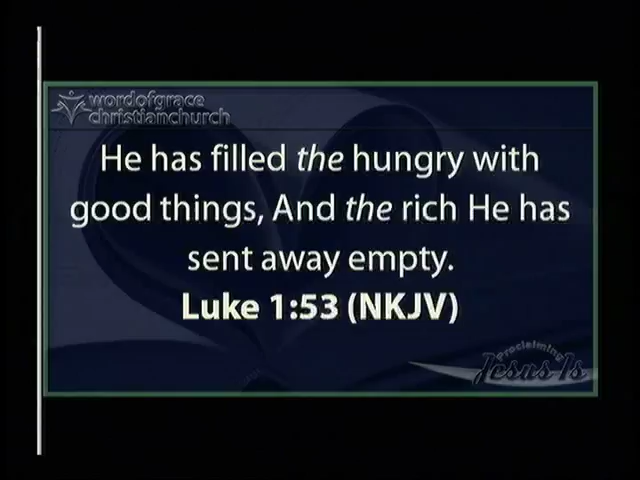 wordofgrace
christianchurch
He has filled the hungry with
good things, And the rich He has
sent away empty.
Luke 1:53 (NKJV)
Proclaiming
Jesus Is